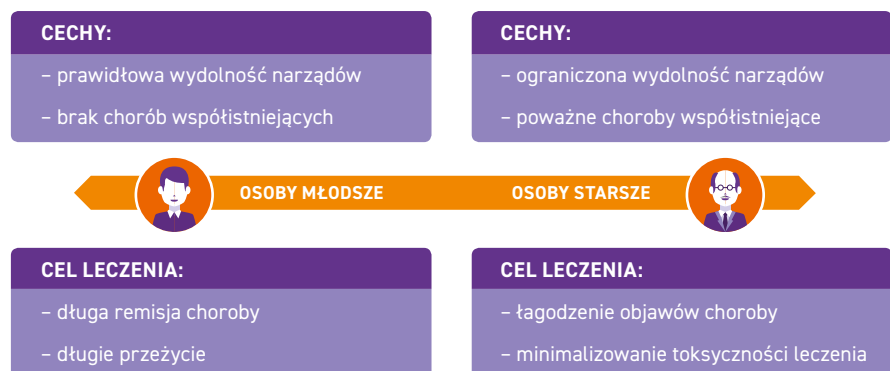 CECHY:
– prawidłowa wydolność narządów
– brak chorób współistniejących
CECHY:
– ograniczona wydolność narządów
– poważne choroby współistniejące
OSOBY MŁODSZE
OSOBY STARSZE
CEL LECZENIA:
– długa remisja choroby
– długie przeżycie
CEL LECZENIA:
– łagodzenie objawów choroby
– minimalizowanie toksyczności leczenia